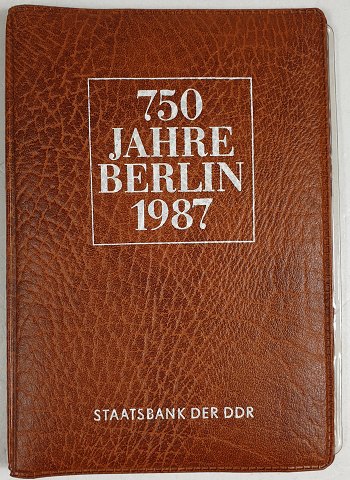 750
JAHRE
BERLIN
1987
STAATSBANK DER DDR